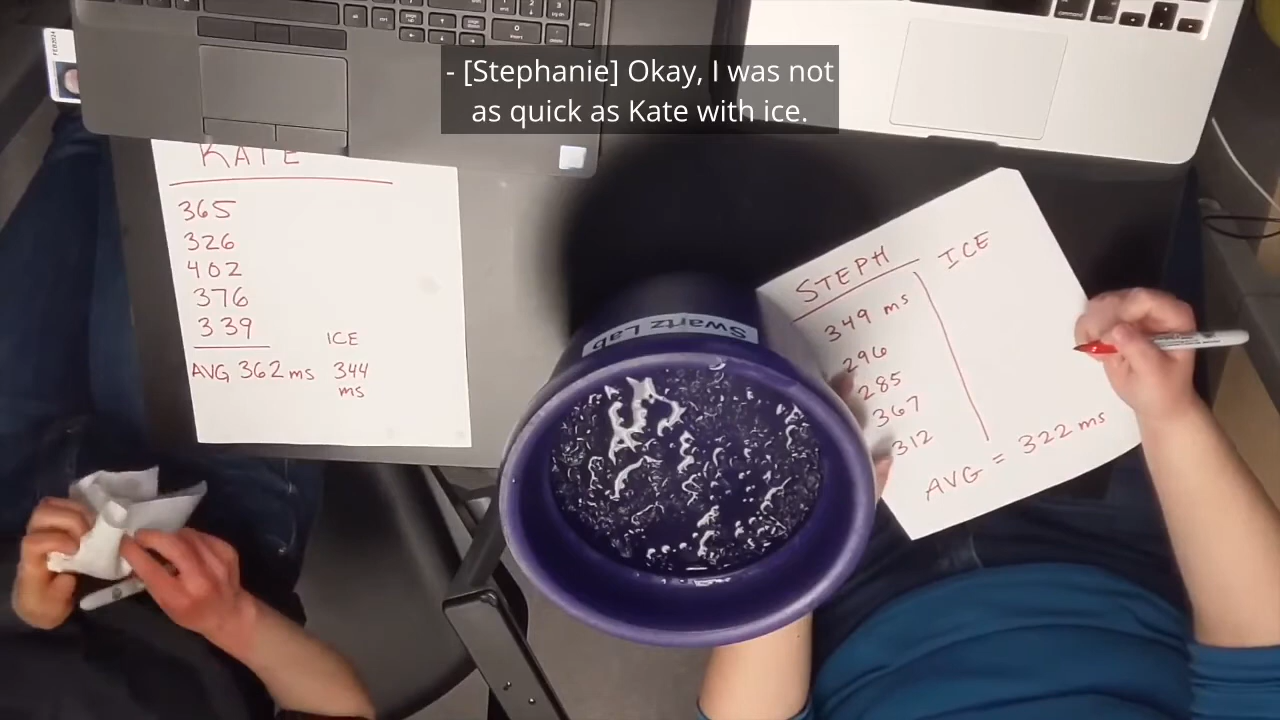 - [Stephanie] Okay, I was not
as quick as Kate with ice.
KATE
365
326
402
376
339
AVG 362 ms
ICE
344
ms
Swartz Lab
STEPH
349 ms
296
285
367
312
AVG = 322 ms
ICE